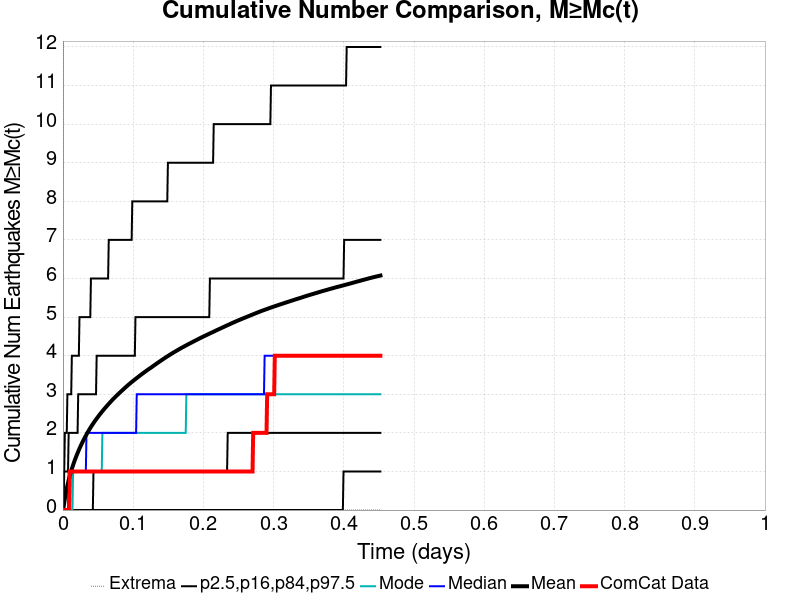 Cumulative Number Comparison, M≥Mc(t)
Cumulative Num Earthquakes M≥Mc(t)
12
11
10
9
8
7
6
5
4
3
2
1
0
0 0.1 0.2 0.3 0.4 0.5 0.6 0.7 0.8 0.9 1
Time (days)
Extrema p2.5,p16,p84,p97.5 Mode Median Mean ComCat Data